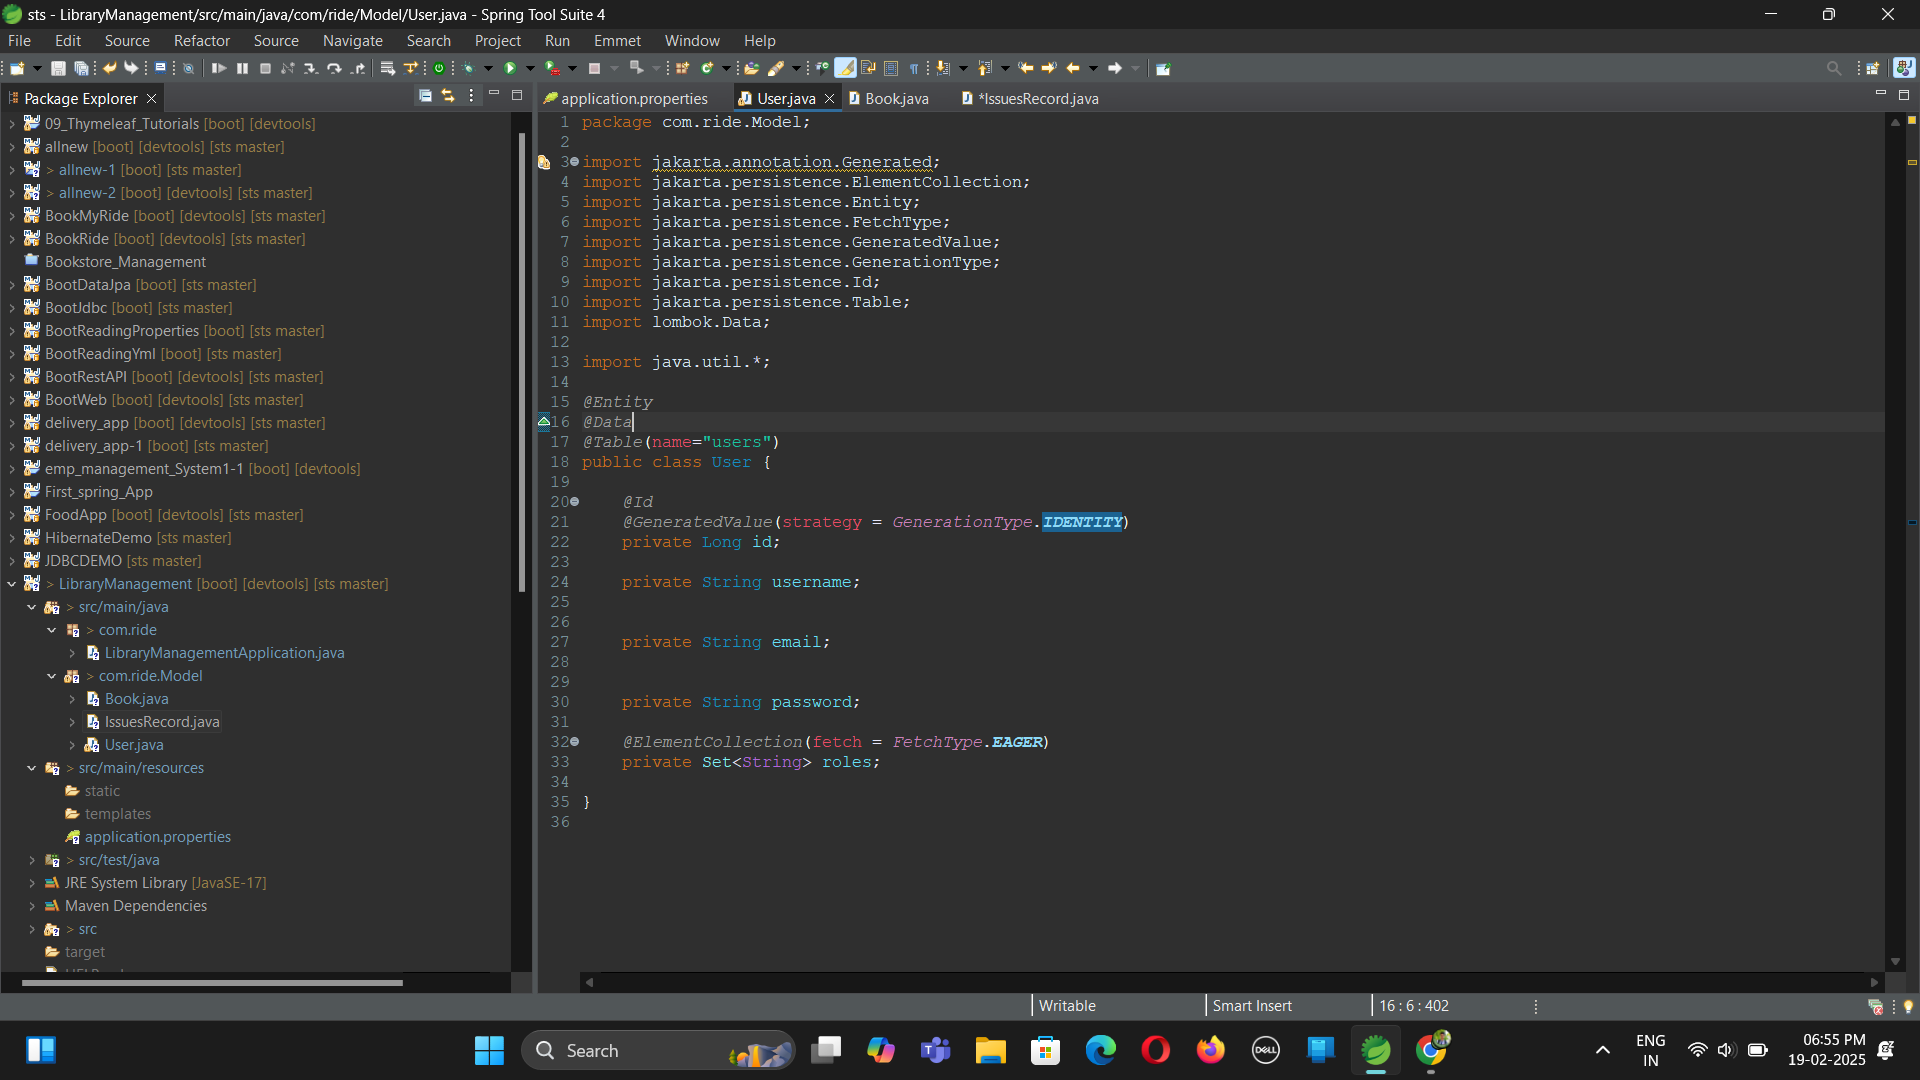 sts - LibraryManagement/src/main/java/com/ride/Model/User.java - Spring Tool Suite 4
File Edit Source Refactor Source Navigate Search Project Run Emmet Window Help
Package Explorer
09_Thymeleaf_Tutorials [boot] [devtools]
allnew [boot] [devtools] [sts master]
> allnew-1 [boot] [sts master]
> allnew-2 [boot] [devtools] [sts master]
BookMyRide [boot] [devtools] [sts master]
BookRide [boot] [devtools] [sts master]
Bookstore_Management
BootDataJpa [boot] [sts master]
BootJdbc [boot] [sts master]
BootReadingProperties [boot] [sts master]
BootReadingYml [boot] [sts master]
BootRestAPI [boot] [devtools] [sts master]
BootWeb [boot] [devtools] [sts master]
delivery_app [boot] [devtools] [sts master]
delivery_app-1 [boot] [sts master]
emp_management_System1-1 [boot] [devtools]
First_spring_App
FoodApp [boot] [devtools] [sts master]
HibernateDemo [sts master]
JDBCDEMO [sts master]
> LibraryManagement [boot] [devtools] [sts master]
> src/main/java
> com.ride
LibraryManagementApplication.java
> com.ride.Model
Book.java
IssuesRecord.java
User.java
> src/main/resources
static
templates
application.properties
> src/test/java
JRE System Library [JavaSE-17]
Maven Dependencies
> src
target
application.properties User.java Book.java *IssuesRecord.java
1 package com.ride.Model;
2
3 import jakarta.annotation.Generated;
4 import jakarta.persistence.ElementCollection;
5 import jakarta.persistence.Entity;
6 import jakarta.persistence.FetchType;
7 import jakarta.persistence.GeneratedValue;
8 import jakarta.persistence.GenerationType;
9 import jakarta.persistence.Id;
10 import jakarta.persistence.Table;
11 import lombok.Data;
12
13 import java.util.*;
14
15 @Entity
16 @Data
17 @Table(name="users")
18 public class User {
19
20 @Id
21 @GeneratedValue(strategy = GenerationType.IDENTITY)
22 private Long id;
23
24 private String username;
25
26
27 private String email;
28
29
30 private String password;
31
32 @ElementCollection(fetch = FetchType.EAGER)
33 private Set<String> roles;
34
35 }
36
Writable Smart Insert 16 : 6 : 402
Search
DELL
ENG
IN
06:55 PM
19-02-2025